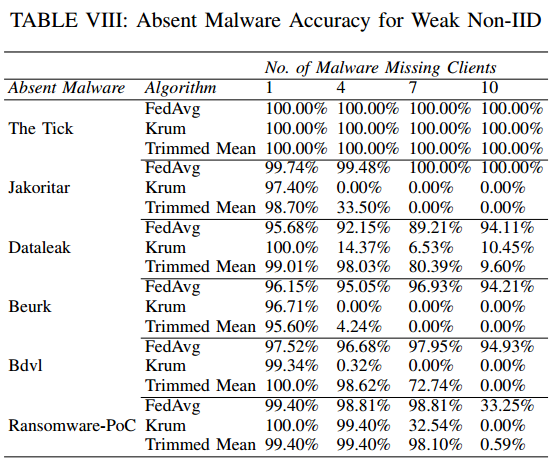 TABLE VIII: Absent Malware Accuracy for Weak Non-IID
No. of Malware Missing Clients
Absent Malware Algorithm 1 4 7 10
FedAvg 100.00% 100.00% 100.00% 100.00%
The Tick Krum 100.00% 100.00% 100.00% 100.00%
Trimmed Mean 100.00% 100.00% 100.00% 100.00%
FedAvg 99.74% 99.48% 100.00% 100.00%
Jakoritar Krum 97.40% 0.00% 0.00% 0.00%
Trimmed Mean 98.70% 33.50% 0.00% 0.00%
FedAvg 95.68% 92.15% 89.21% 94.11%
Dataleak Krum 100.0% 14.37% 6.53% 10.45%
Trimmed Mean 99.01% 98.03% 80.39% 9.60%
FedAvg 96.15% 95.05% 96.93% 94.21%
Beurk Krum 96.71% 0.00% 0.00% 0.00%
Trimmed Mean 95.60% 4.24% 0.00% 0.00%
FedAvg 97.52% 96.68% 97.95% 94.93%
Bdvl Krum 99.34% 0.32% 0.00% 0.00%
Trimmed Mean 100.0% 98.62% 72.74% 0.00%
FedAvg 99.40% 98.81% 98.81% 33.25%
Ransomware-PoC Krum 100.0% 99.40% 32.54% 0.00%
Trimmed Mean 99.40% 99.40% 98.10% 0.59%